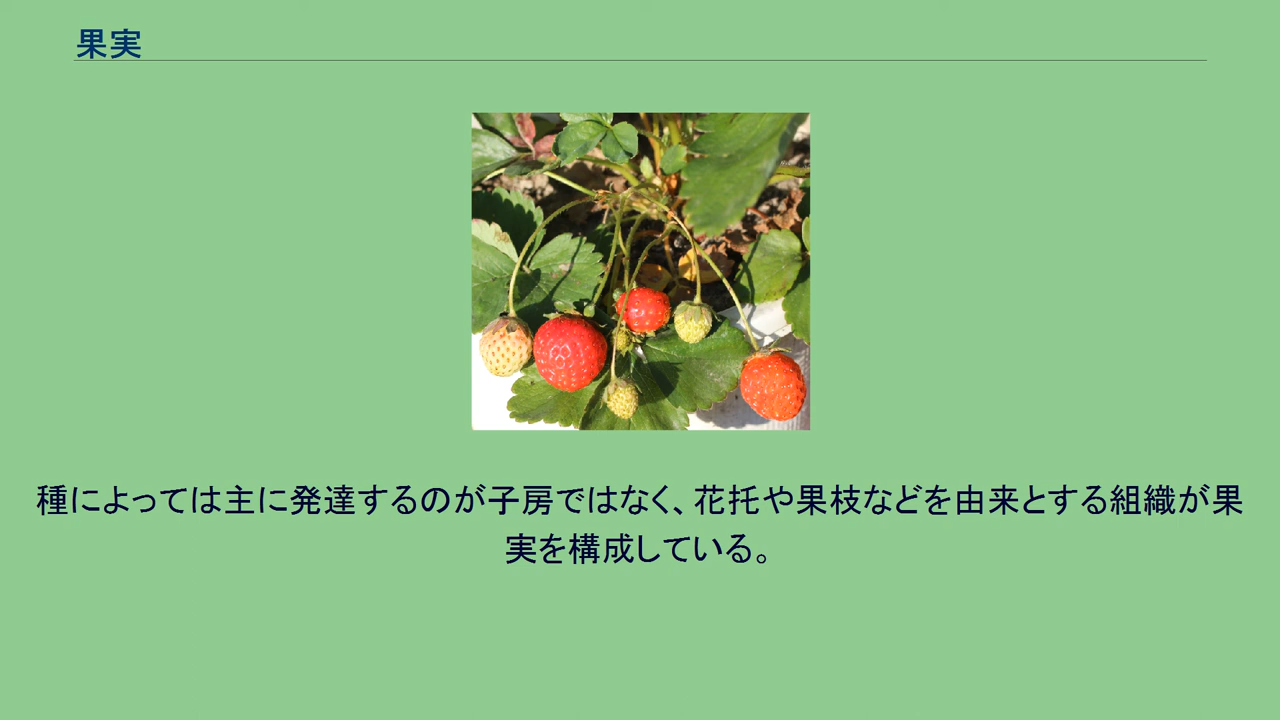 果実
種によっては主に発達するのが子房ではなく、花托や果枝などを由来とする組織が果
実を構成している。